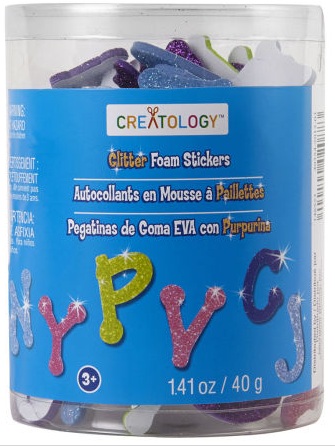 CREATOLOGY™
Glitter Foam Stickers
Autocollants en Mousse à Paillettes
Pegatinas de Goma EVA con Purpurina
N Y P V C J
3+
1.41 oz / 40 g